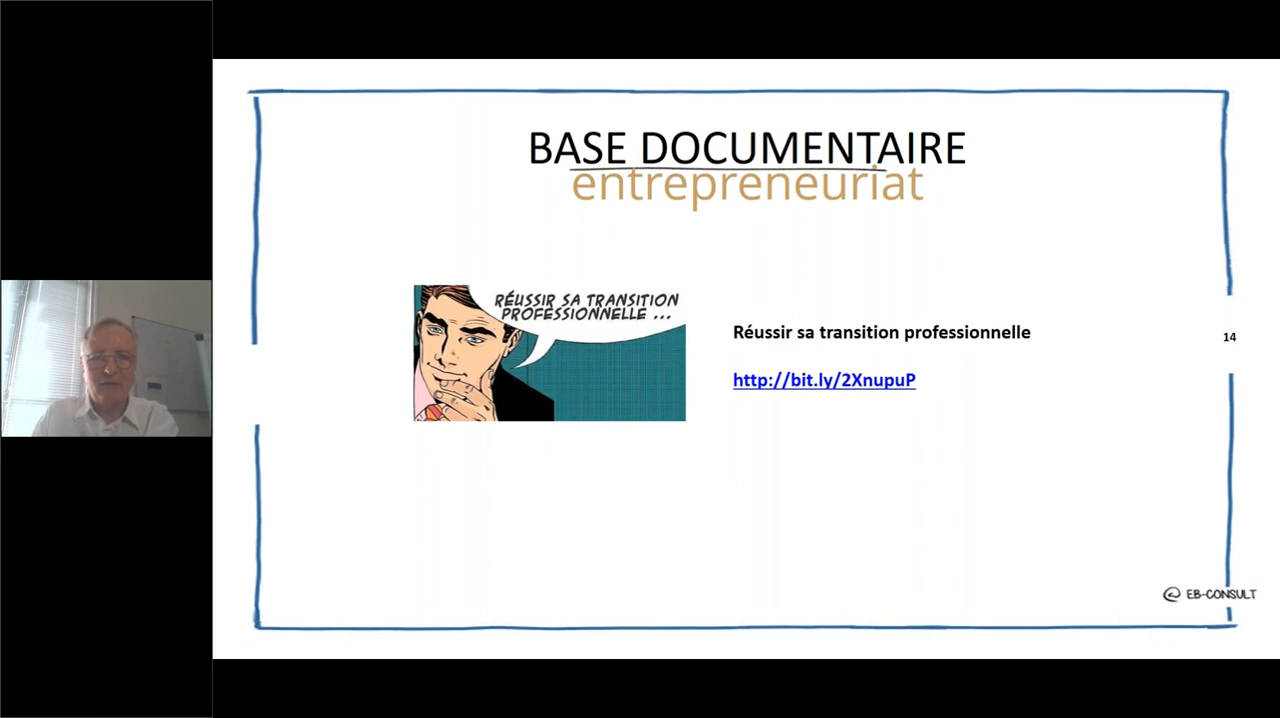 BASE DOCUMENTAIRE
entrepreneuriat
RÉUSSIR SA TRANSITION
PROFESSIONNELLE ...
Réussir sa transition professionnelle
http://bit.ly/2XnupuP
14
@ EB-CONSULT